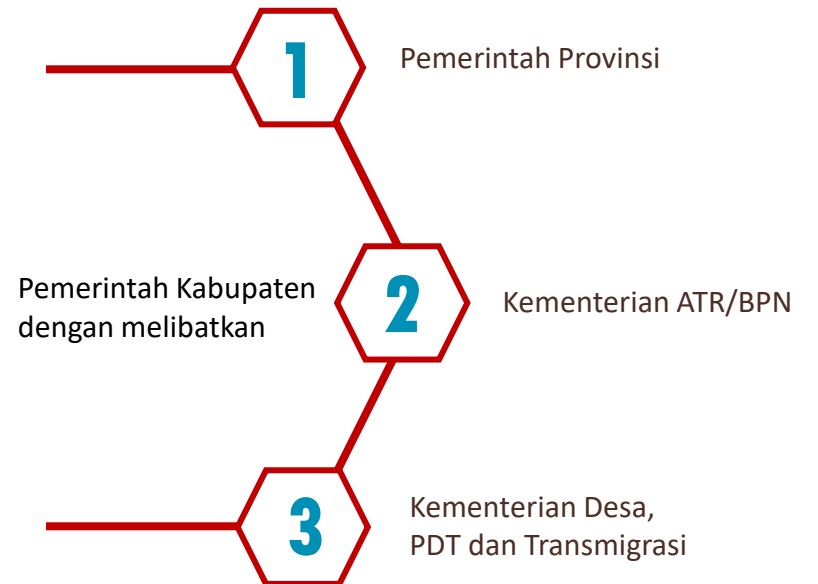 1
Pemerintah Provinsi
Pemerintah Kabupaten
dengan melibatkan
2
Kementerian ATR/BPN
3
Kementerian Desa,
PDT dan Transmigrasi